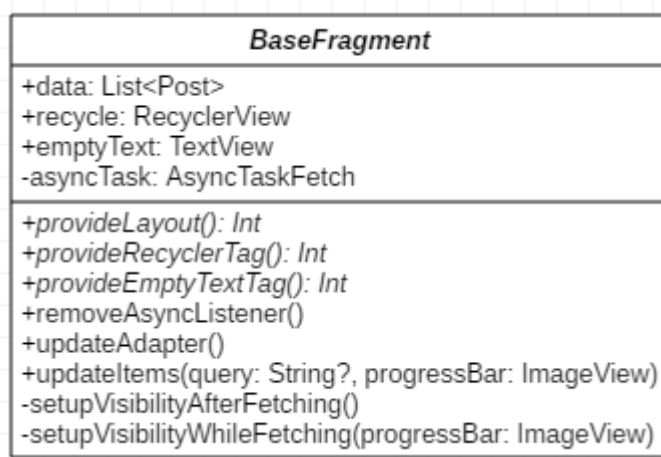 BaseFragment
+data: List<Post>
+recycle: RecyclerView
+emptyText: TextView
-asyncTask: AsyncTaskFetch
+provideLayout(): Int
+provideRecyclerTag(): Int
+provideEmptyTextTag(): Int
+removeAsyncListener()
+updateAdapter()
+updateItems(query: String?, progressBar: ImageView)
-setupVisibilityAfterFetching()
-setupVisibilityWhileFetching(progressBar: ImageView)